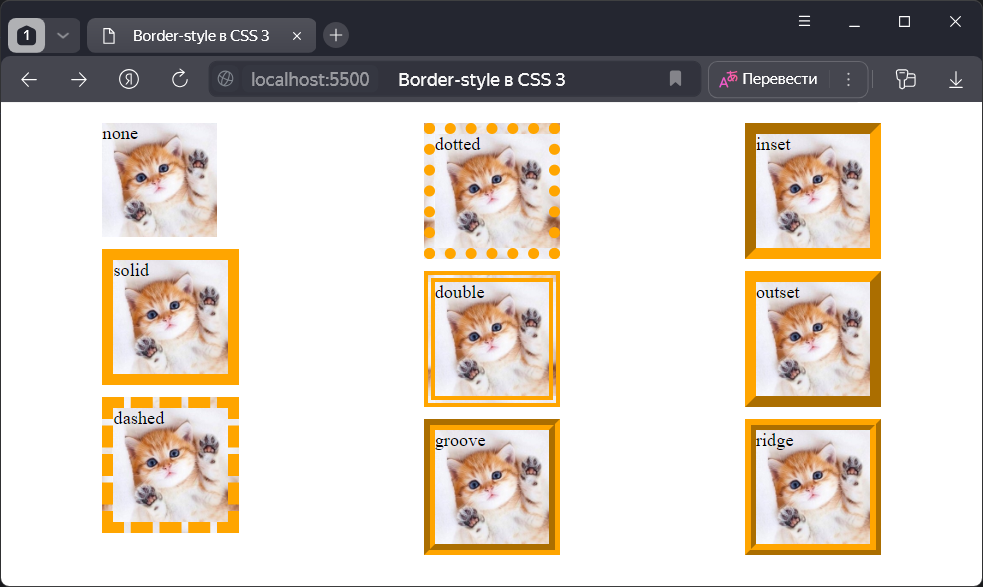 1
Border-style в CSS 3
Я
localhost:5500
Border-style в CSS 3
Перевести
none
solid
dashed
dotted
double
groove
inset
outset
ridge